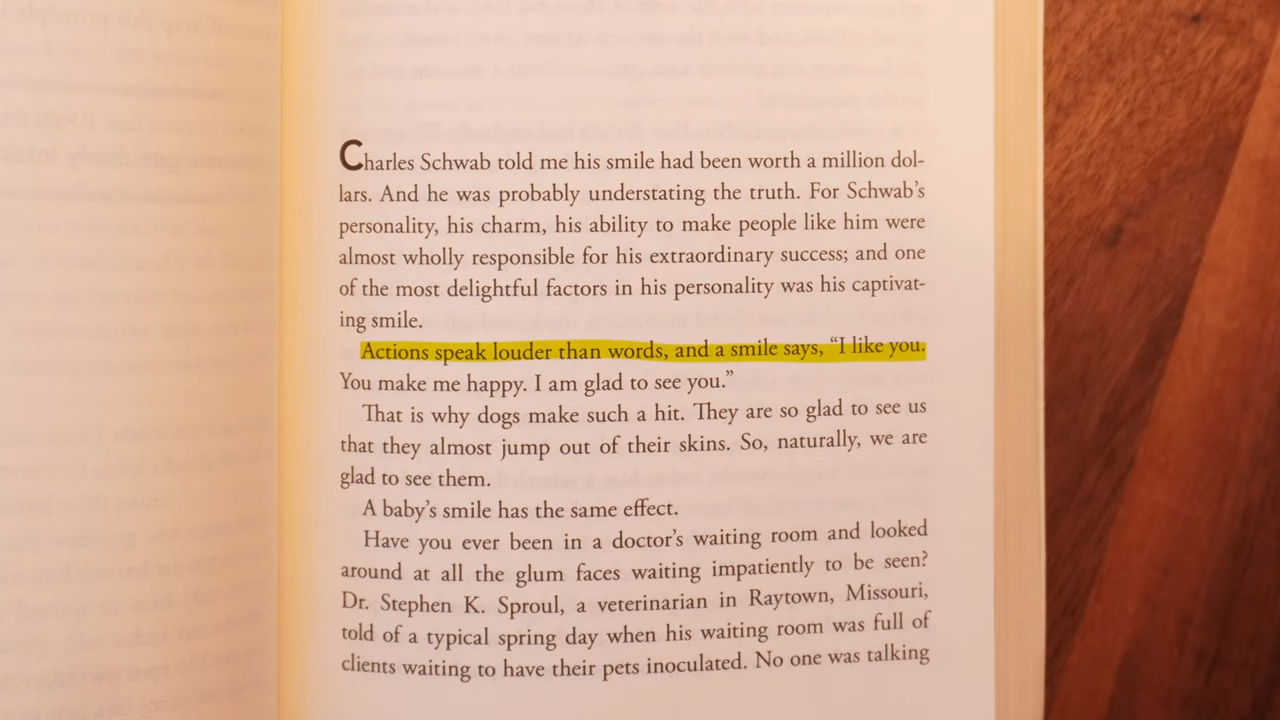 Charles Schwab told me his smile had been worth a million dol-
lars. And he was probably understating the truth. For Schwab’s
personality, his charm, his ability to make people like him were
almost wholly responsible for his extraordinary success; and one
of the most delightful factors in his personality was his captivat-
ing smile.
Actions speak louder than words, and a smile says, “I like you.
You make me happy. I am glad to see you.”
That is why dogs make such a hit. They are so glad to see us
that they almost jump out of their skins. So, naturally, we are
glad to see them.
A baby’s smile has the same effect.
Have you ever been in a doctor’s waiting room and looked
around at all the glum faces waiting impatiently to be seen?
Dr. Stephen K. Sproul, a veterinarian in Raytown, Missouri,
told of a typical spring day when his waiting room was full of
clients waiting to have their pets inoculated. No one was talking